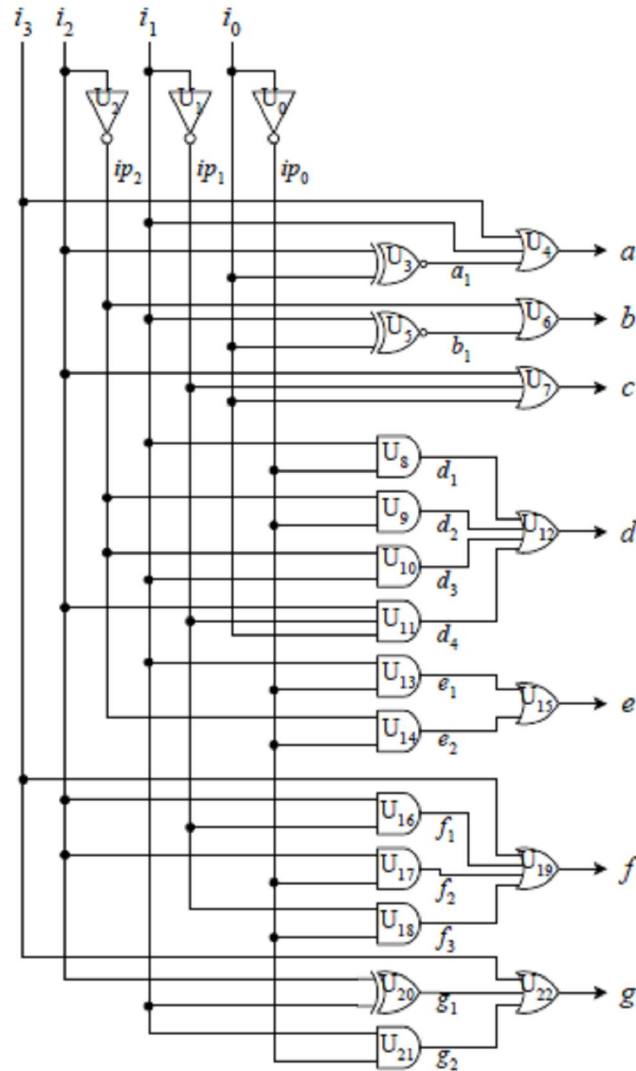 i₃ i₂ i₁ i₀
U₂ U₁ U₀
ip₂ ip₁ ip₀
U₄ a
U₃ a₁
U₆ b
U₅ b₁
U₇ c
U₈ d₁
U₉ d₂
U₁₂ d
U₁₀ d₃
U₁₁ d₄
U₁₃ e₁
U₁₅ e
U₁₄ e₂
U₁₆ f₁
U₁₉ f
U₁₇ f₂
U₁₈ f₃
U₂₀ g₁
U₂₂ g
U₂₁ g₂